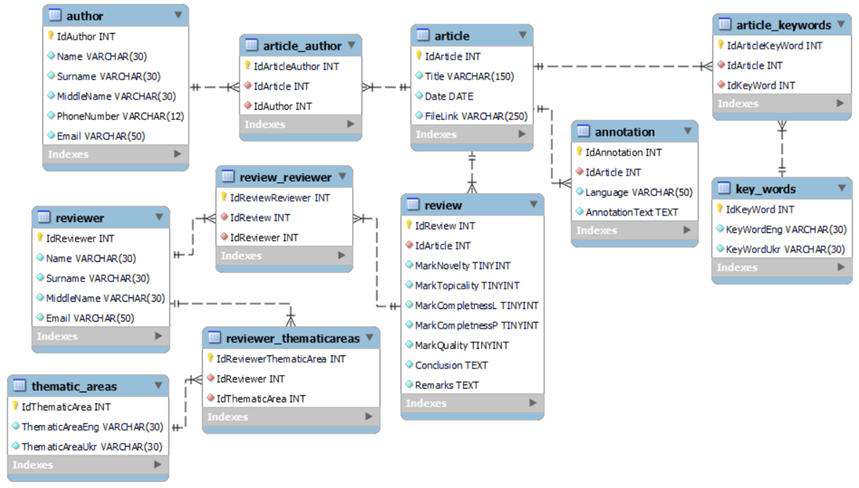 author
IdAuthor INT
Name VARCHAR(30)
Surname VARCHAR(30)
MiddleName VARCHAR(30)
PhoneNumber VARCHAR(12)
Email VARCHAR(50)
Indexes
article_author
IdArticleAuthor INT
IdArticle INT
IdAuthor INT
Indexes
article
IdArticle INT
Title VARCHAR(150)
Date DATE
FileLink VARCHAR(250)
Indexes
article_keywords
IdArticleKeyWord INT
IdArticle INT
IdKeyWord INT
Indexes
annotation
IdAnnotation INT
IdArticle INT
Language VARCHAR(50)
AnnotationText TEXT
Indexes
key_words
IdKeyWord INT
KeyWordEng VARCHAR(30)
KeyWordUkr VARCHAR(30)
Indexes
review_reviewer
IdReviewReviewer INT
IdReview INT
IdReviewer INT
Indexes
reviewer
IdReviewer INT
Name VARCHAR(30)
Surname VARCHAR(30)
MiddleName VARCHAR(30)
Email VARCHAR(50)
Indexes
review
IdReview INT
IdArticle INT
MarkNovelty TINYINT
MarkTopicality TINYINT
MarkCompletnessL TINYINT
MarkCompletnessP TINYINT
MarkQuality TINYINT
Conclusion TEXT
Remarks TEXT
Indexes
reviewer_thematicareas
IdReviewerThematicArea INT
IdReviewer INT
IdThematicArea INT
Indexes
thematic_areas
IdThematicArea INT
ThematicAreaEng VARCHAR(30)
ThematicAreaUkr VARCHAR(30)
Indexes